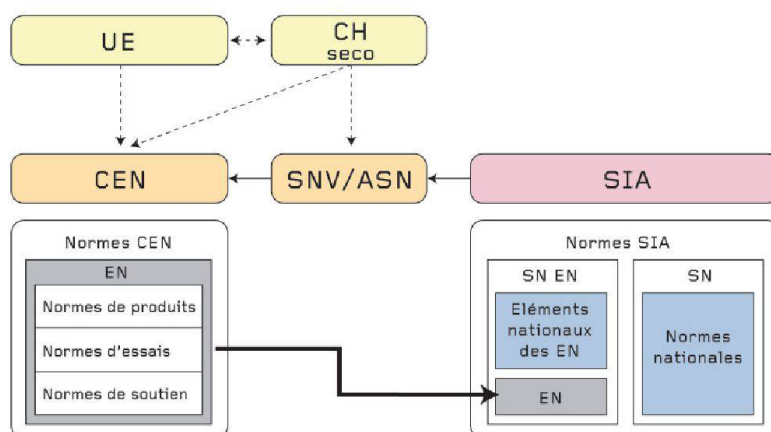 UE
CH
seco
CEN
SNV/ASN
SIA
Normes CEN
EN
Normes de produits
Normes d'essais
Normes de soutien
Normes SIA
SN EN
Eléments
nationaux
des EN
EN
SN
Normes
nationales